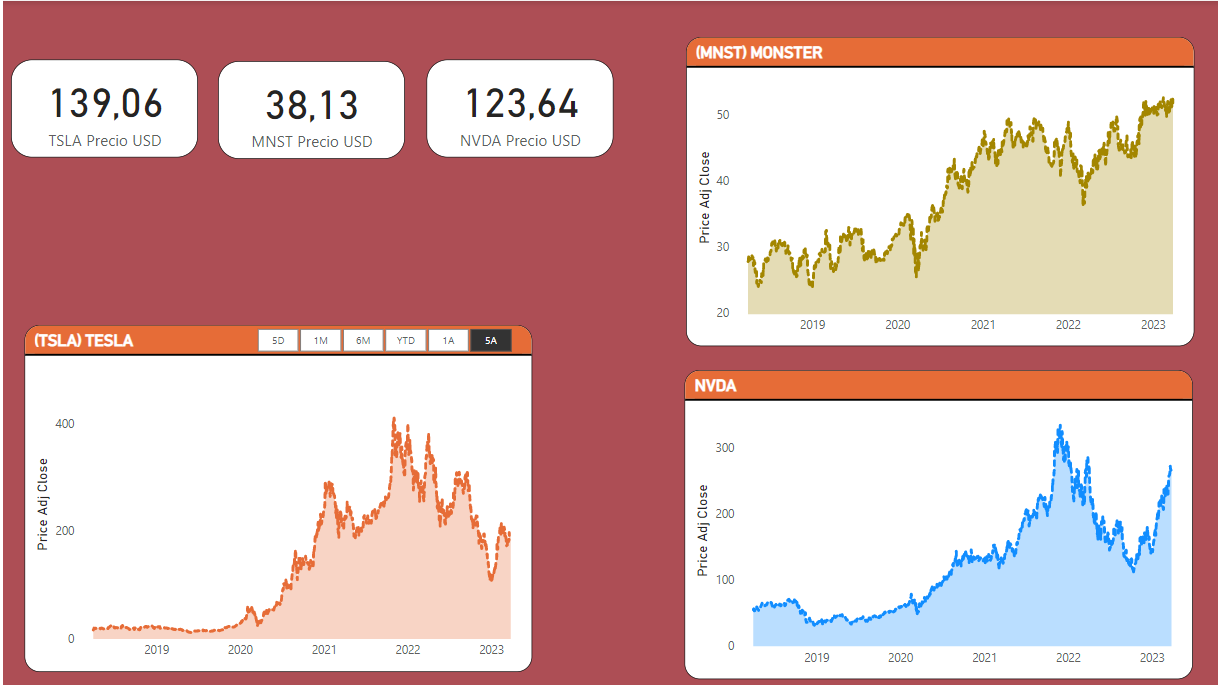 139,06
TSLA Precio USD
38,13
MNST Precio USD
123,64
NVDA Precio USD
(MNST) MONSTER
Price Adj Close
50
40
30
20
2019 2020 2021 2022 2023
(TSLA) TESLA
5D 1M 6M YTD 1A 5A
Price Adj Close
400
200
0
2019 2020 2021 2022 2023
NVDA
Price Adj Close
300
200
100
0
2019 2020 2021 2022 2023